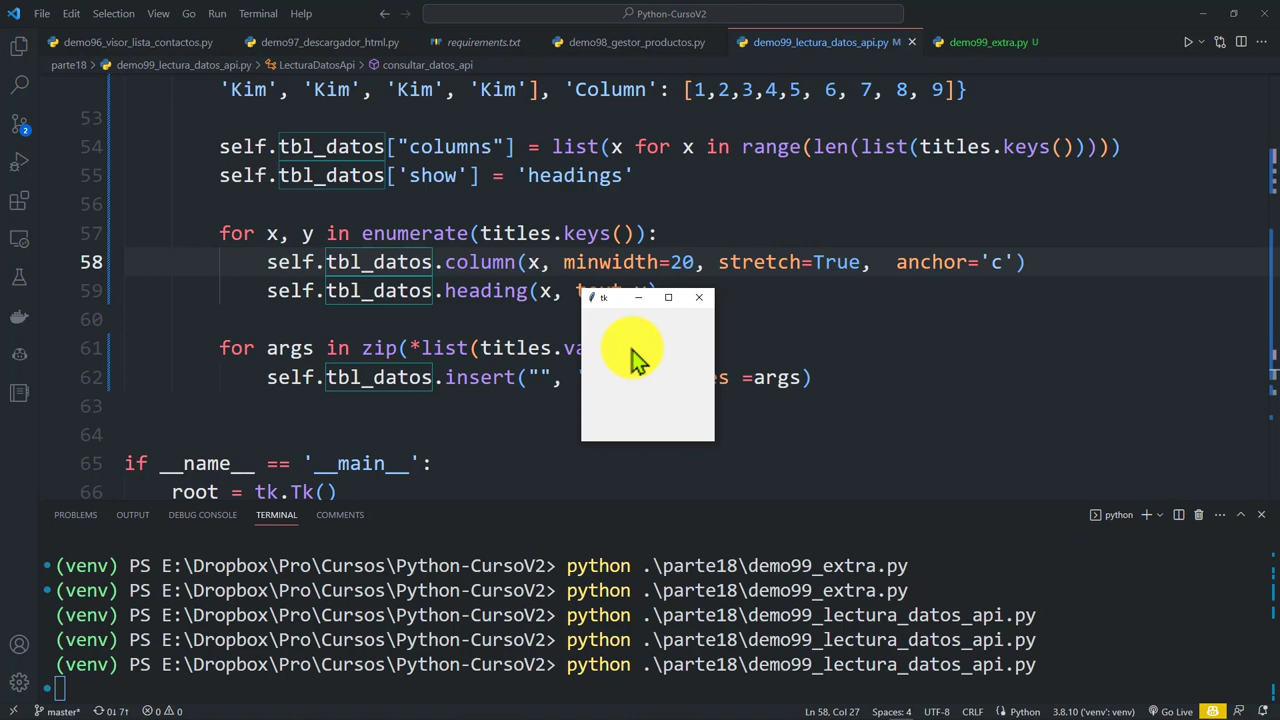 File Edit Selection View Go Run Terminal Help Python-CursoV2
demo96_visor_lista_contactos.py demo97_descargador_html.py requirements.txt demo98_gestor_productos.py demo99_lectura_datos_api.py M demo99_extra.py U
parte18 > demo99_lectura_datos_api.py > LecturaDatosApi > consultar_datos_api
'Kim', 'Kim', 'Kim', 'Kim'], 'Column': [1,2,3,4,5, 6, 7, 8, 9]}
53
54 self.tbl_datos["columns"] = list(x for x in range(len(list(titles.keys()))))
55 self.tbl_datos['show'] = 'headings'
56
57 for x, y in enumerate(titles.keys()):
58 self.tbl_datos.column(x, minwidth=20, stretch=True,  anchor='c')
59 self.tbl_datos.heading(x,
tk
60
61 for args in zip(*list(titles.va
62 self.tbl_datos.insert("", s =args)
63
64
65 if __name__ == '__main__':
66 root = tk.Tk()
PROBLEMS OUTPUT DEBUG CONSOLE TERMINAL COMMENTS python
(venv) PS E:\Dropbox\Pro\Cursos\Python-CursoV2> python .\parte18\demo99_extra.py
(venv) PS E:\Dropbox\Pro\Cursos\Python-CursoV2> python .\parte18\demo99_extra.py
(venv) PS E:\Dropbox\Pro\Cursos\Python-CursoV2> python .\parte18\demo99_lectura_datos_api.py
(venv) PS E:\Dropbox\Pro\Cursos\Python-CursoV2> python .\parte18\demo99_lectura_datos_api.py
(venv) PS E:\Dropbox\Pro\Cursos\Python-CursoV2> python .\parte18\demo99_lectura_datos_api.py
master* 0↓ 7↑ 0 0 Ln 58, Col 27 Spaces: 4 UTF-8 CRLF Python 3.8.10 ('venv': venv) Go Live